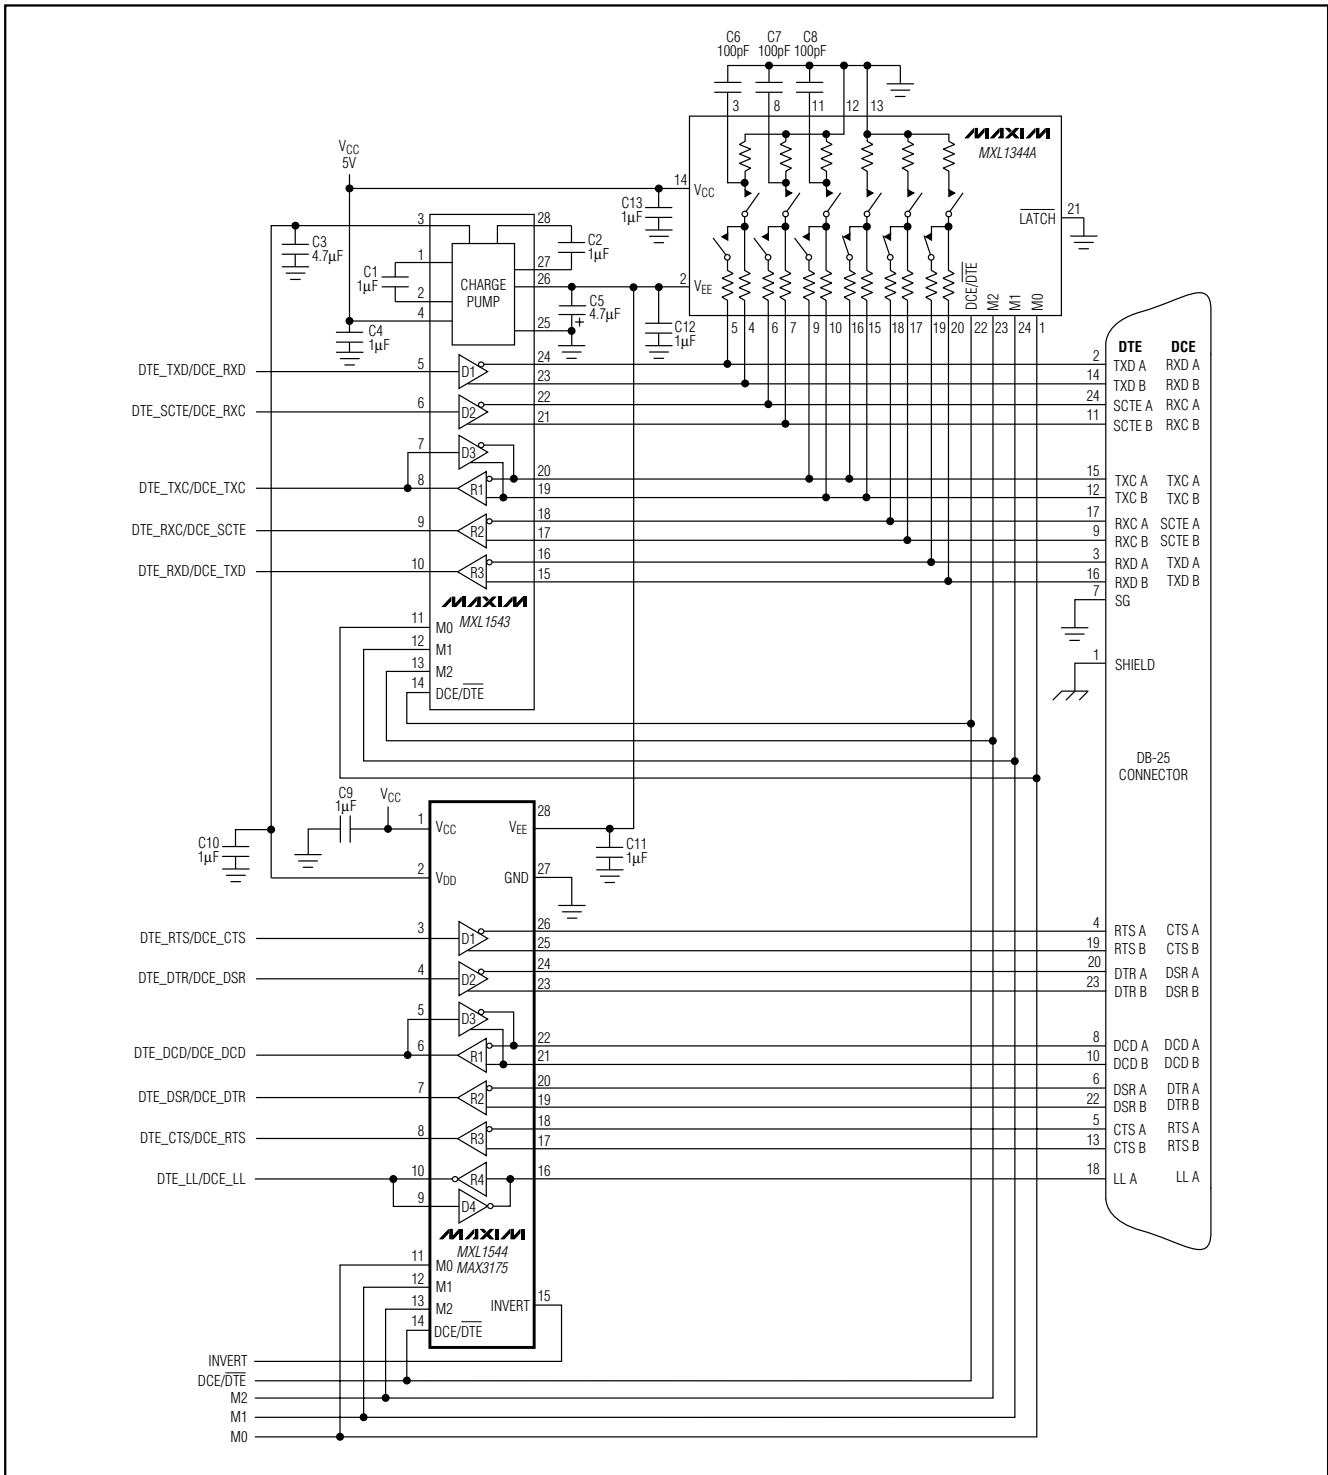 C6 C7 C8
100pF 100pF 100pF
3 8 11 12 13
MAXIM
MXL1344A
VCC
5V
14 VCC
C13
1µF
LATCH 21
3 28
C3
4.7µF
C2
1µF
1 27
C1
1µF
CHARGE
PUMP
26 2 VEE
2
C5
4.7µF
+
4 25
C4
1µF
C12
1µF
DCE/DTE M2 M1 M0
5 4 6 7 9 10 16 15 18 17 19 20 22 23 24 1
DTE DCE
DTE_TXD/DCE_RXD 5 D1 24 2 TXD A RXD A
23 14 TXD B RXD B
DTE_SCTE/DCE_RXC 6 D2 22 24 SCTE A RXC A
21 11 SCTE B RXC B
7 D3
DTE_TXC/DCE_TXC 8 R1 20 15 TXC A TXC A
19 12 TXC B TXC B
DTE_RXC/DCE_SCTE 9 R2 18 17 RXC A SCTE A
17 9 RXC B SCTE B
DTE_RXD/DCE_TXD 10 R3 16 3 RXD A TXD A
15 16 RXD B TXD B
7 SG
MAXIM
MXL1543
11 M0
12 M1
13 M2
14 DCE/DTE
1 SHIELD
DB-25
CONNECTOR
C9
1µF
VCC
1 VCC VEE 28
C10
1µF
C11
1µF
2 VDD GND 27
DTE_RTS/DCE_CTS 3 D1 26 4 RTS A CTS A
25 19 RTS B CTS B
DTE_DTR/DCE_DSR 4 D2 24 20 DTR A DSR A
23 23 DTR B DSR B
5 D3
DTE_DCD/DCE_DCD 6 R1 22 8 DCD A DCD A
21 10 DCD B DCD B
DTE_DSR/DCE_DTR 7 R2 20 6 DSR A DTR A
19 22 DSR B DTR B
DTE_CTS/DCE_RTS 8 R3 18 5 CTS A RTS A
17 13 CTS B RTS B
DTE_LL/DCE_LL 10 R4 16 18 LL A LL A
9 D4
MAXIM
MXL1544
MAX3175
11 M0
12 M1
13 M2
14 DCE/DTE
INVERT 15
INVERT
DCE/DTE
M2
M1
M0